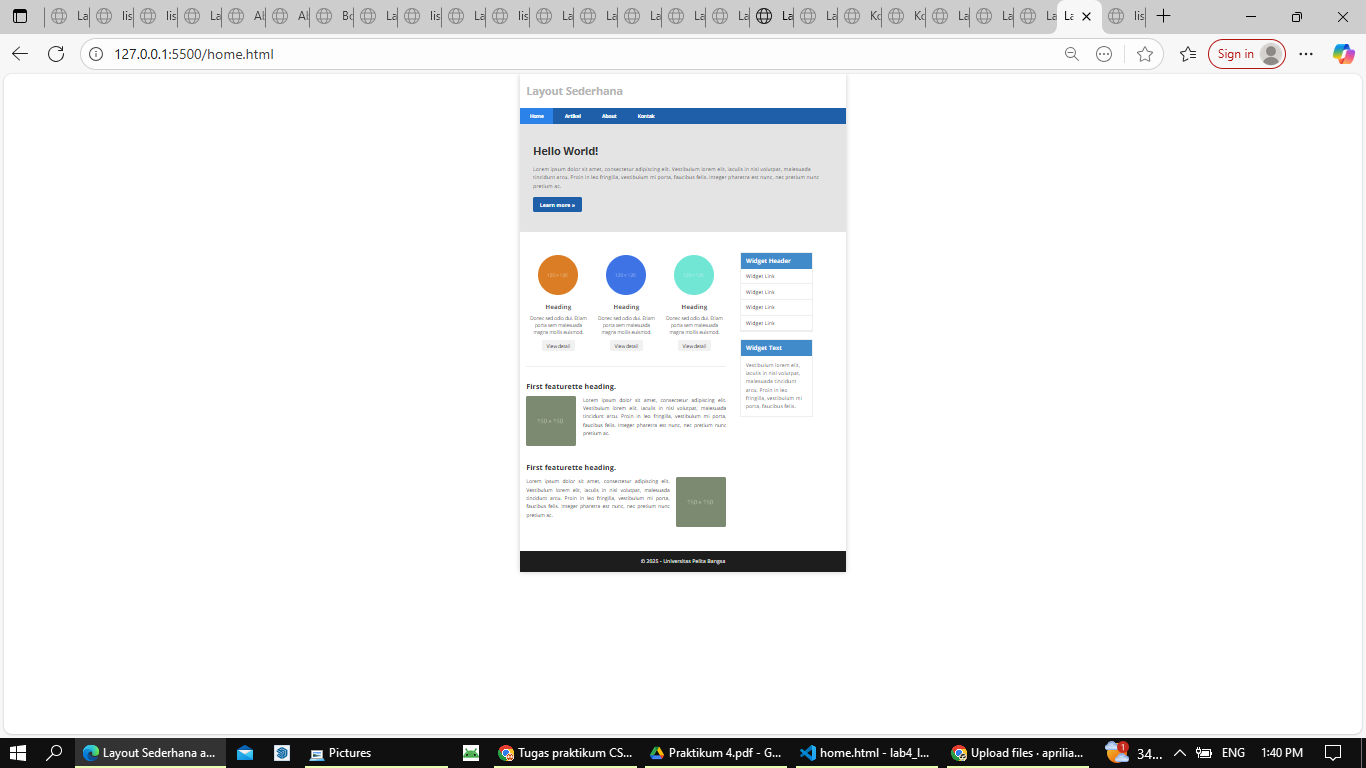 La
lis
lis
La
Al
Al
Bo
La
lis
La
lis
La
La
La
La
La
La
La
Ko
Ko
La
La
La
La
lis
127.0.0.1:5500/home.html
Sign in
Layout Sederhana
Home Artikel About Kontak
Hello World!
Lorem ipsum dolor sit amet, consectetur adipiscing elit. Vestibulum lorem elit, iaculis in nisl volutpat, malesuada
tincidunt arcu. Proin in leo fringilla, vestibulum mi porta, faucibus felis. Integer pharetra est nunc, nec pretium nunc
pretium ac.
Learn more »
120 × 120
120 × 120
120 × 120
Heading
Donec sed odio dui. Etiam
porta sem malesuada
magna mollis euismod.
View detail
Heading
Donec sed odio dui. Etiam
porta sem malesuada
magna mollis euismod.
View detail
Heading
Donec sed odio dui. Etiam
porta sem malesuada
magna mollis euismod.
View detail
First featurette heading.
150 × 150
Lorem ipsum dolor sit amet, consectetur adipiscing elit.
Vestibulum lorem elit, iaculis in nisl volutpat, malesuada
tincidunt arcu. Proin in leo fringilla, vestibulum mi porta,
faucibus felis. Integer pharetra est nunc, nec pretium nunc
pretium ac.
First featurette heading.
Lorem ipsum dolor sit amet, consectetur adipiscing elit.
Vestibulum lorem elit, iaculis in nisl volutpat, malesuada
tincidunt arcu. Proin in leo fringilla, vestibulum mi porta,
faucibus felis. Integer pharetra est nunc, nec pretium nunc
pretium ac.
150 × 150
Widget Header
Widget Link
Widget Link
Widget Link
Widget Link
Widget Text
Vestibulum lorem elit,
iaculis in nisl volutpat,
malesuada tincidunt
arcu. Proin in leo
fringilla, vestibulum mi
porta, faucibus felis.
© 2025 - Universitas Pelita Bangsa
Layout Sederhana a...
Pictures
Tugas praktikum CS...
Praktikum 4.pdf - G...
home.html - lab4_l...
Upload files · aprilia...
1
34...
ENG
1:40 PM